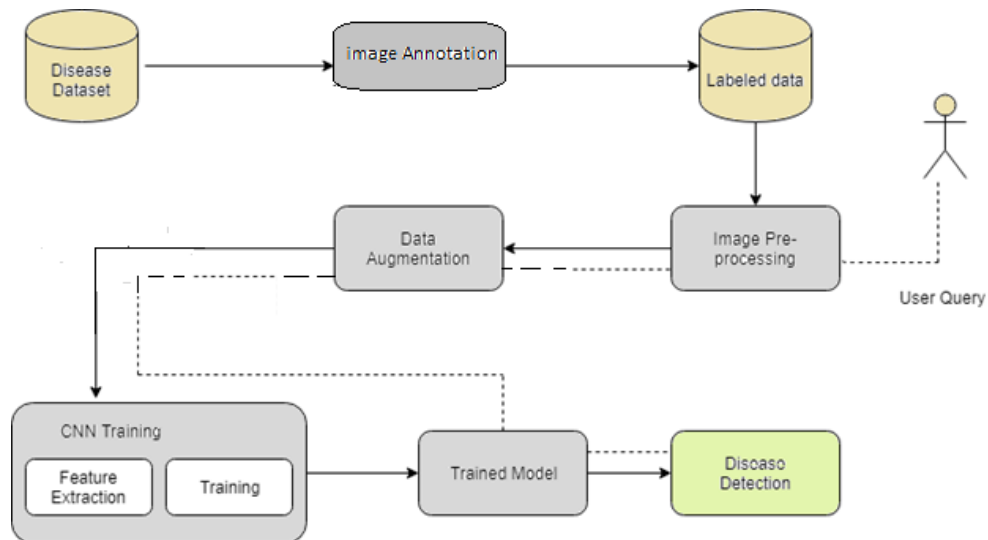 Disease
Dataset
image Annotation
Labeled data
Data
Augmentation
Image Pre-
processing
User Query
CNN Training
Feature
Extraction
Training
Trained Model
Discaso
Detection